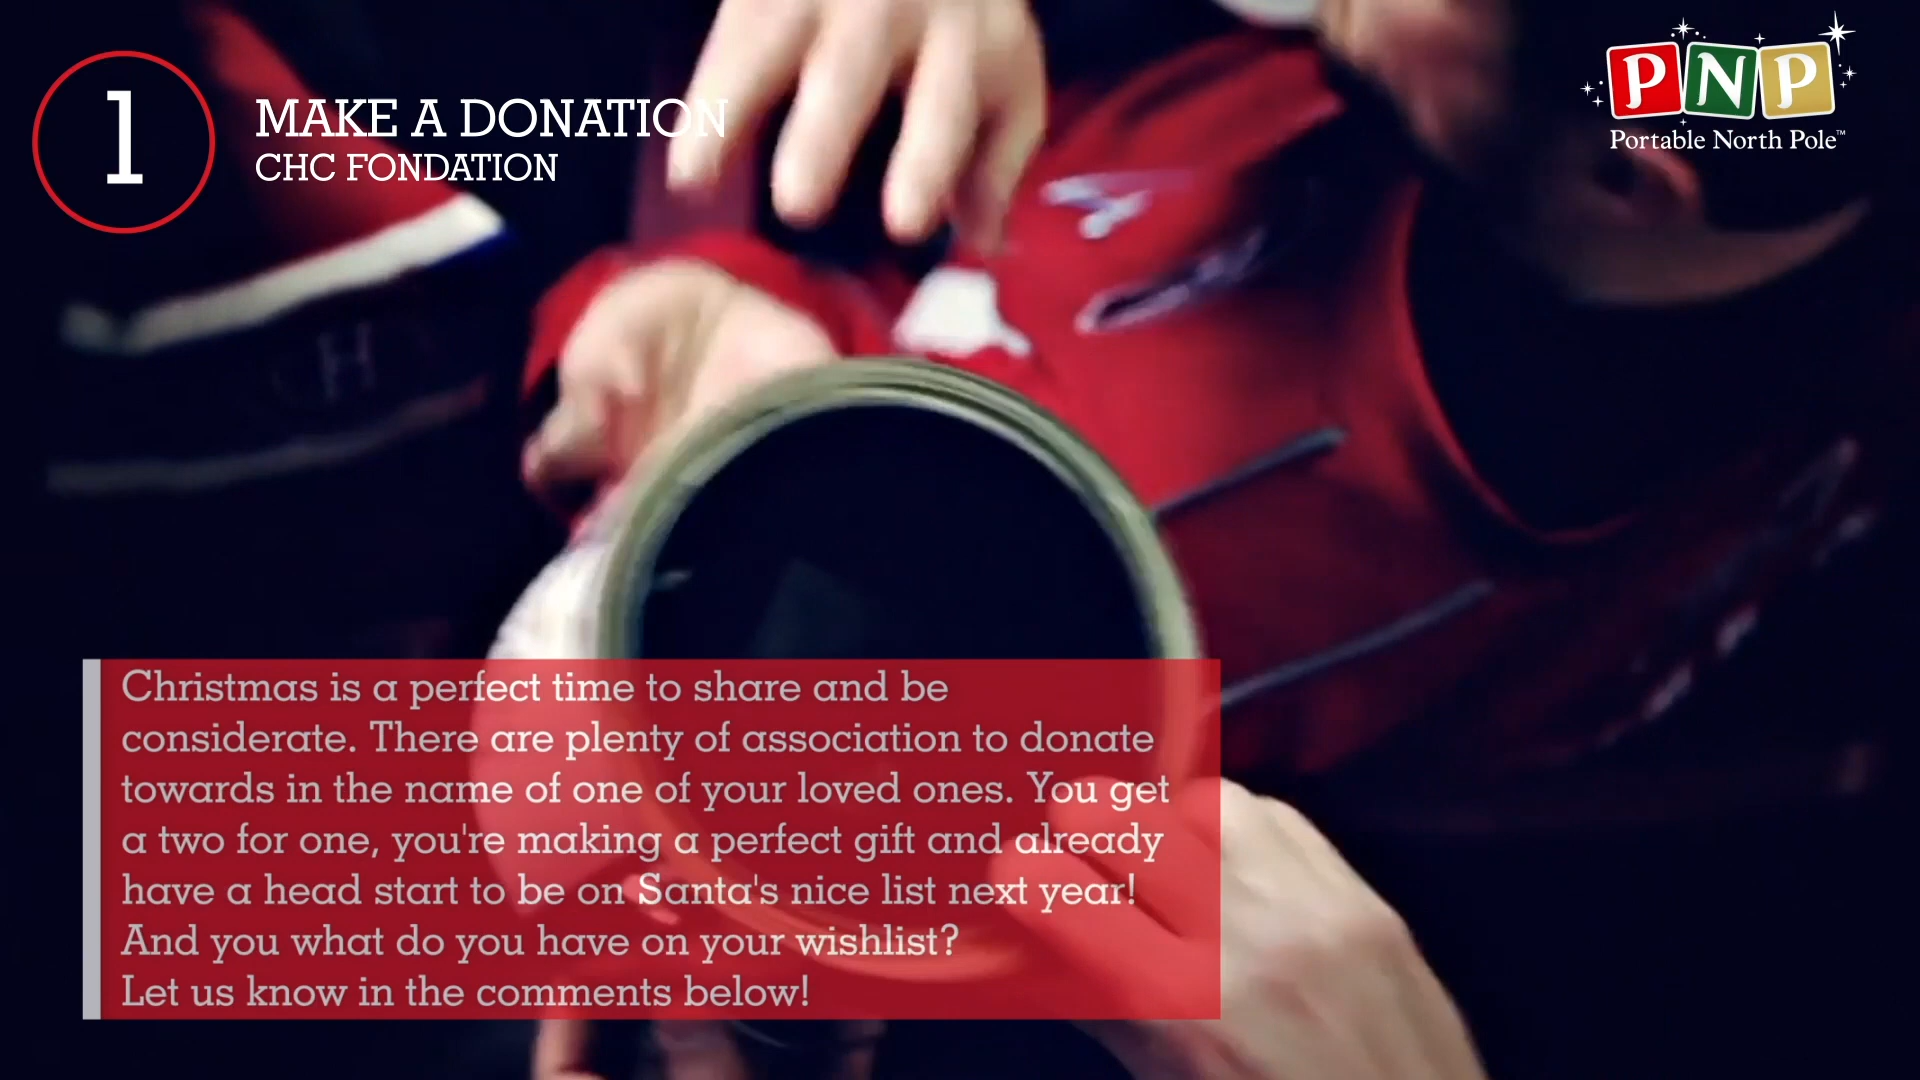 1
MAKE A DONATION
CHC FONDATION
PNP
Portable North Pole™
Christmas is a perfect time to share and be
considerate. There are plenty of association to donate
towards in the name of one of your loved ones. You get
a two for one, you're making a perfect gift and already
have a head start to be on Santa's nice list next year!
And you what do you have on your wishlist?
Let us know in the comments below!